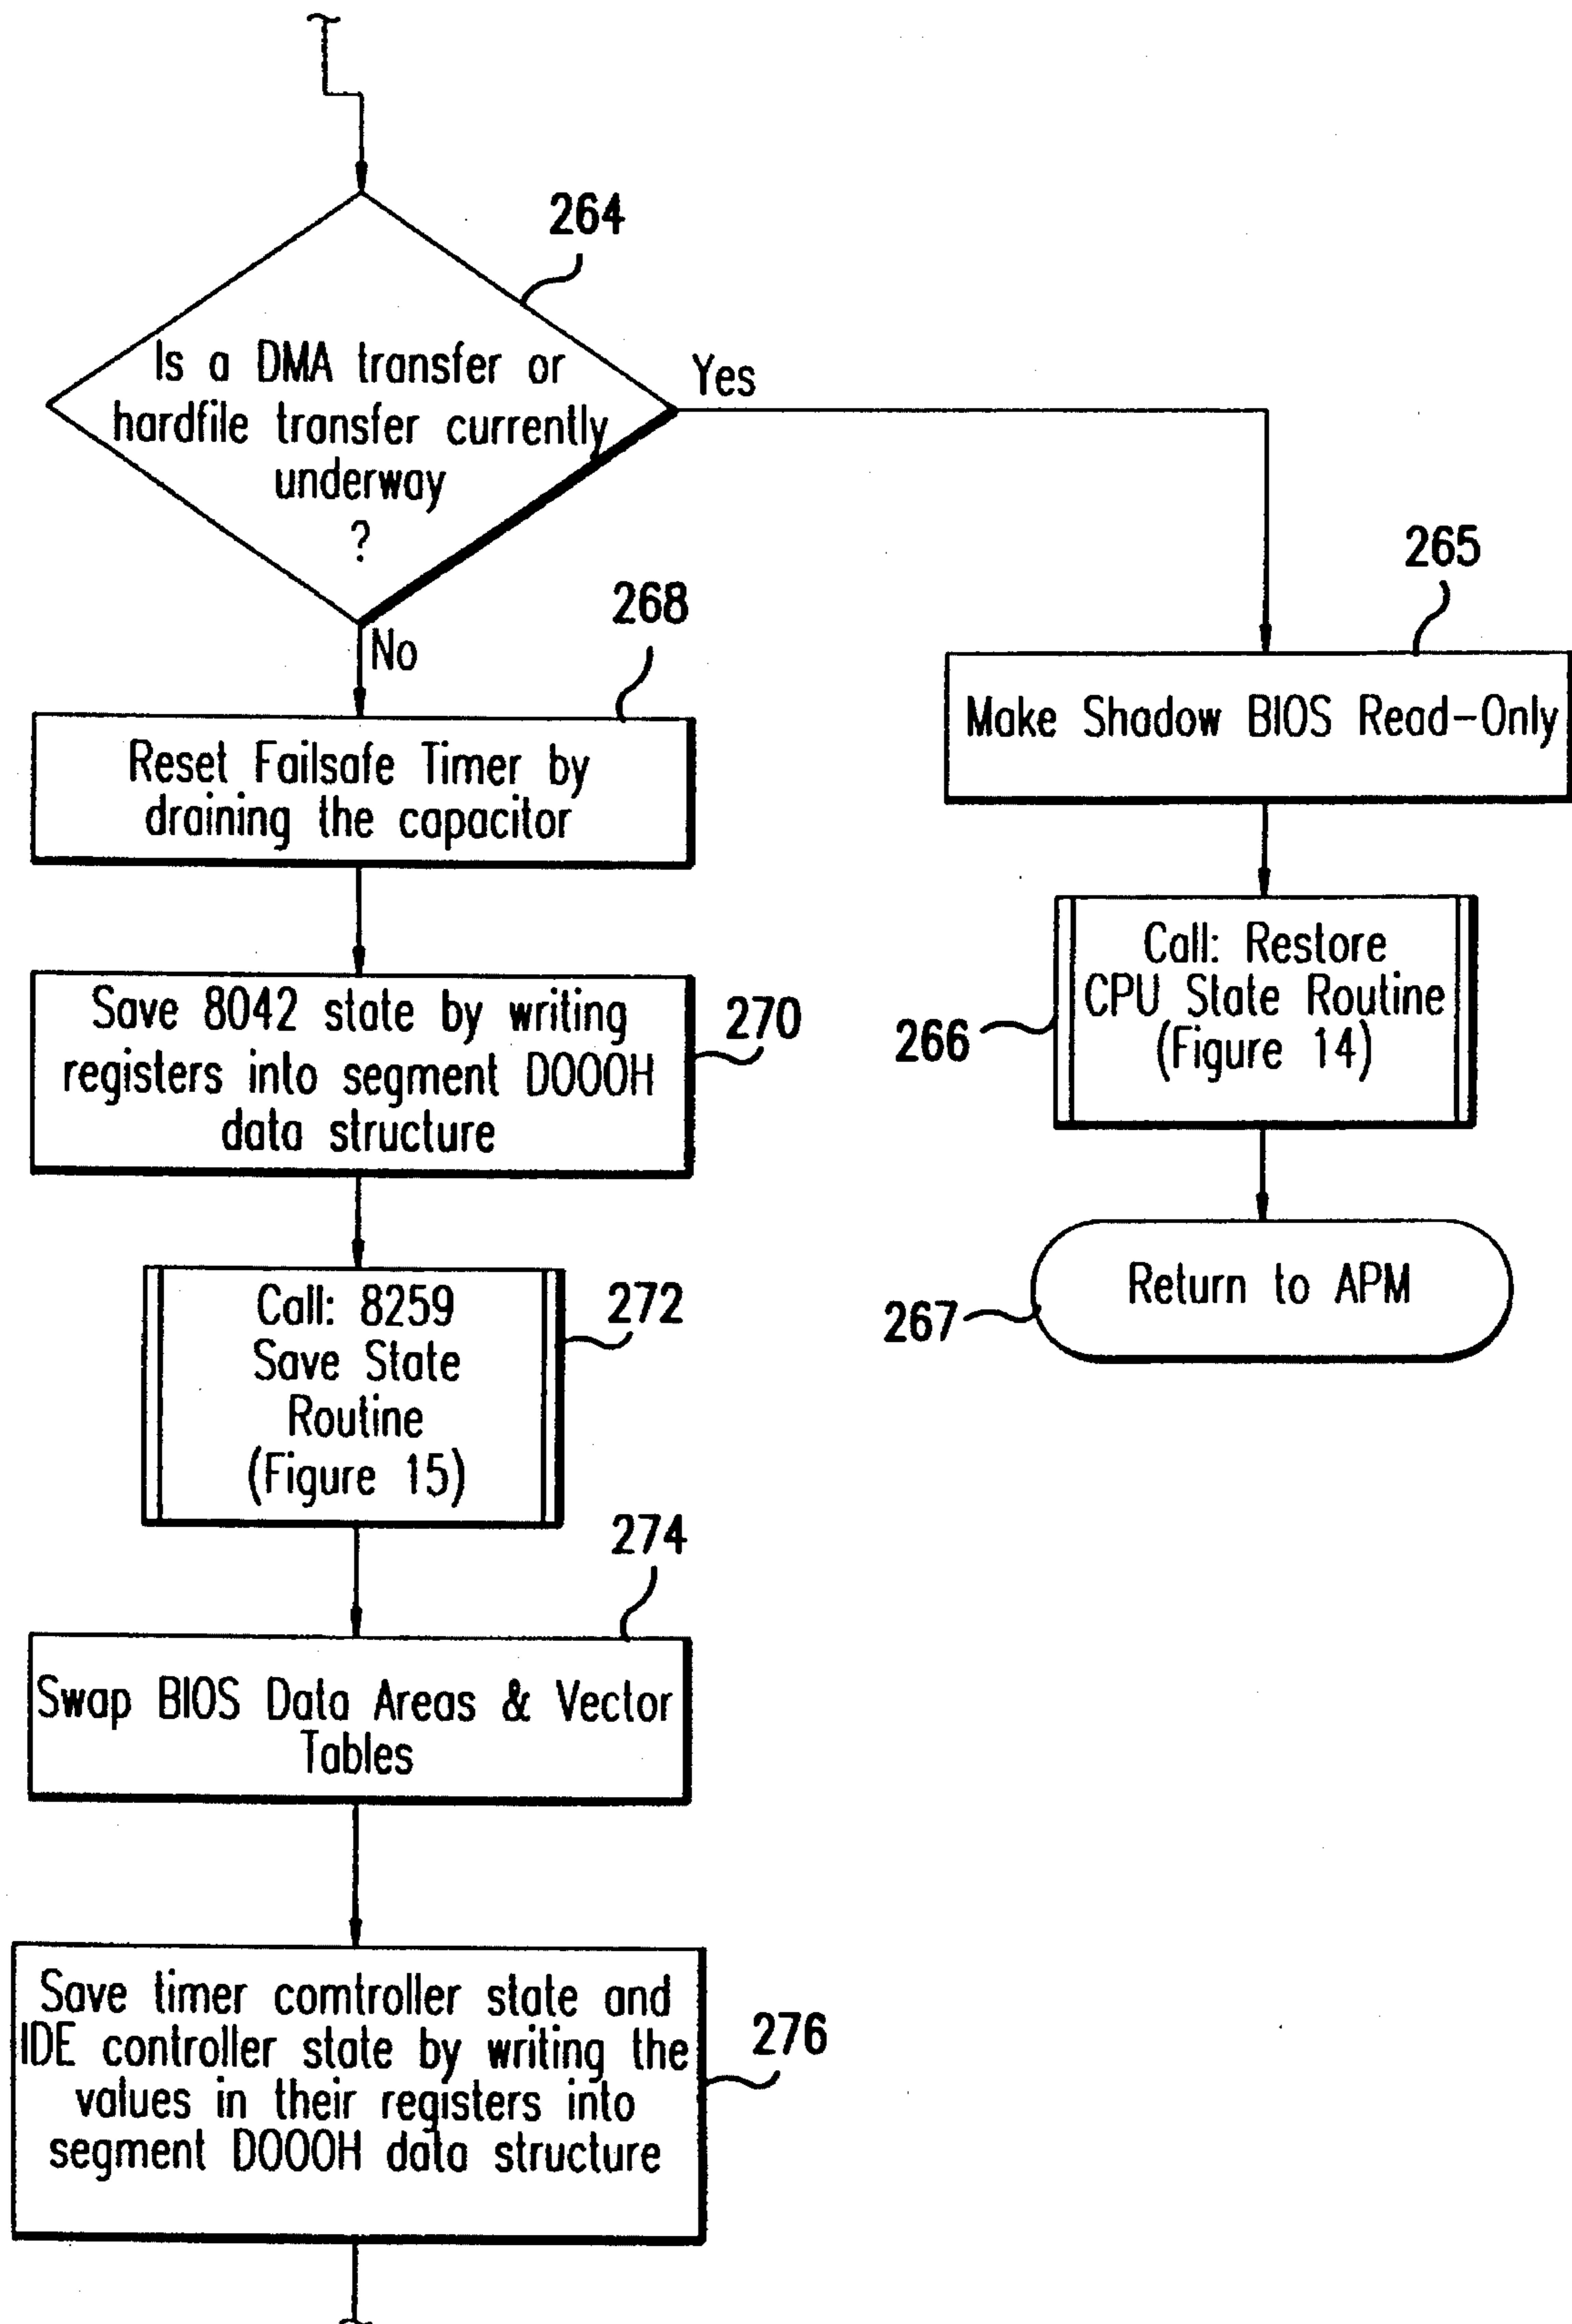 264
Is a DMA transfer or
hardfile transfer currently
underway
?
Yes
No
268
Reset Failsafe Timer by
draining the capacitor
265
Make Shadow BIOS Read-Only
270
Save 8042 state by writing
registers into segment D000H
data structure
266
Call: Restore
CPU State Routine
(Figure 14)
272
Call: 8259
Save State
Routine
(Figure 15)
267
Return to APM
274
Swap BIOS Data Areas & Vector
Tables
276
Save timer comtroller state and
IDE controller state by writing the
values in their registers into
segment D000H data structure